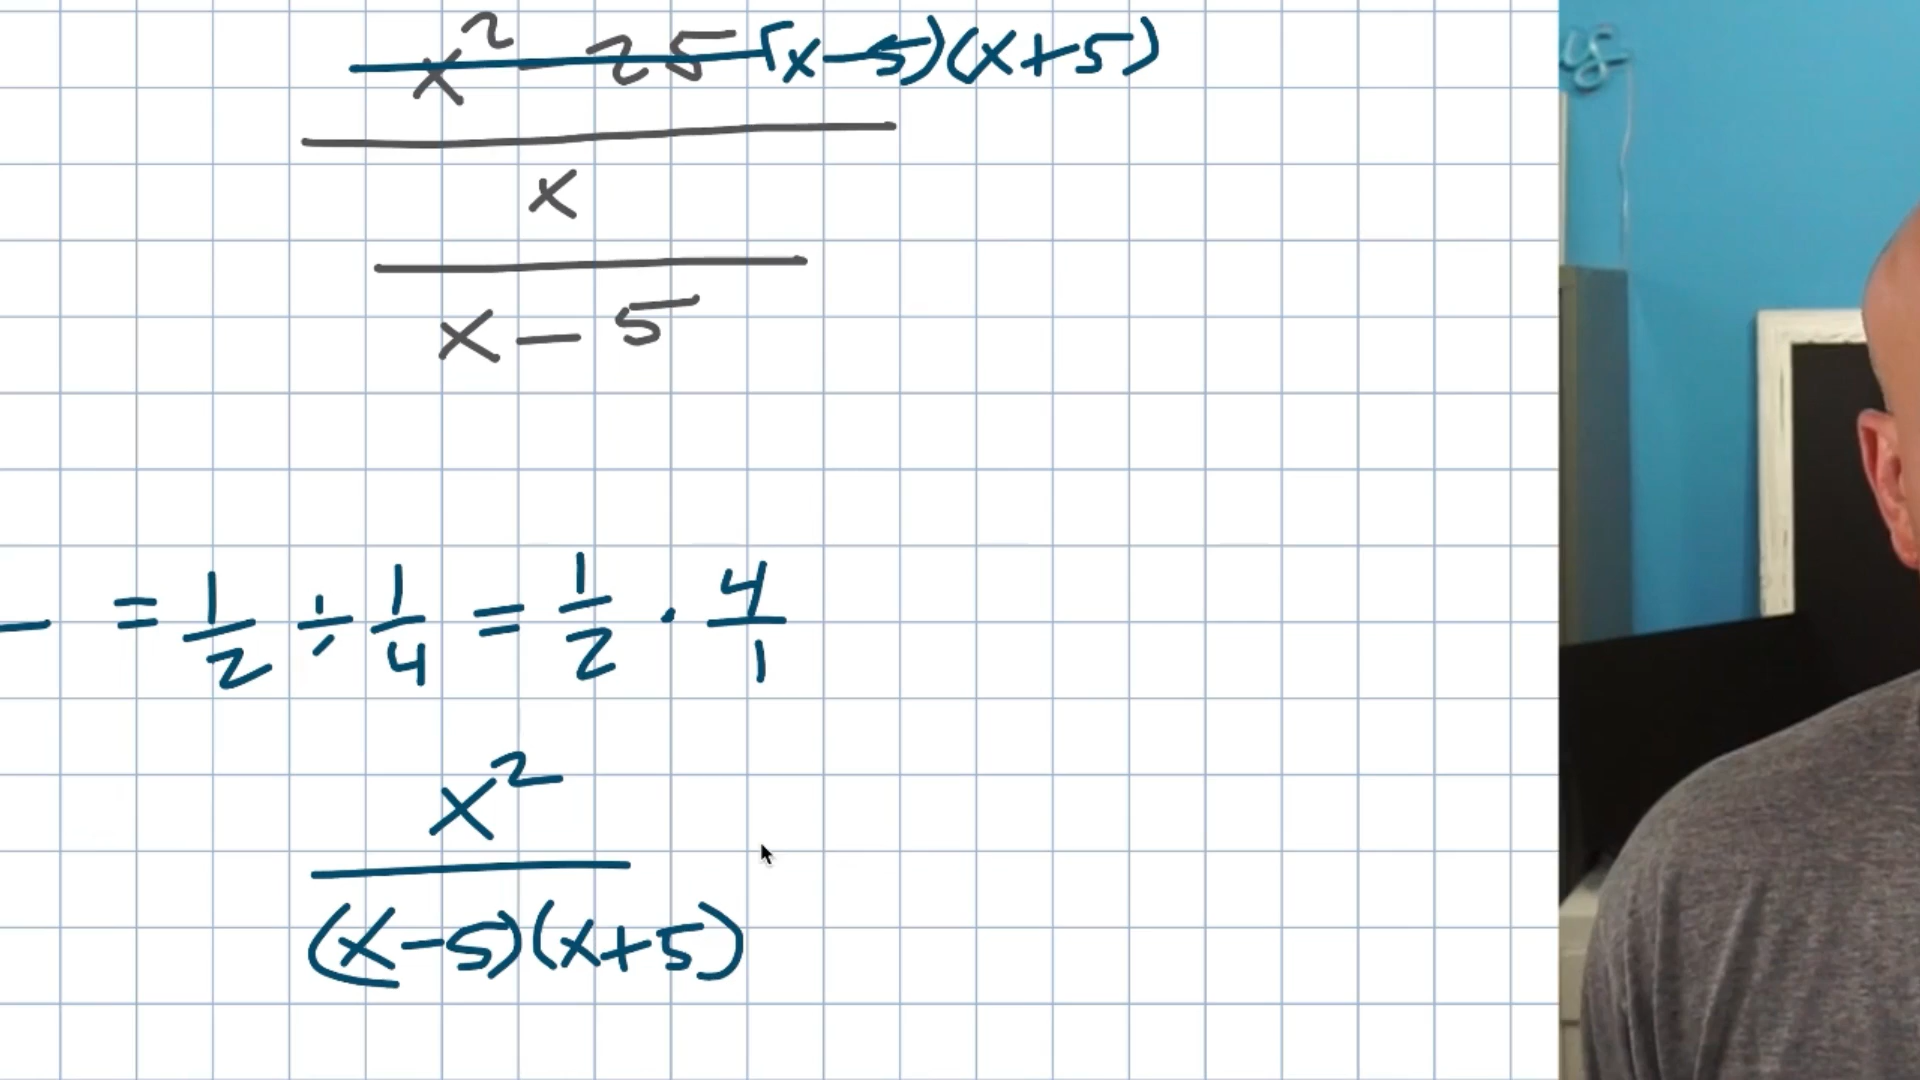 x² - 25 (x-5)(x+5)
x
x - 5
= 1/2 ÷ 1/4 = 1/2 · 4/1
x²
(x-5)(x+5)